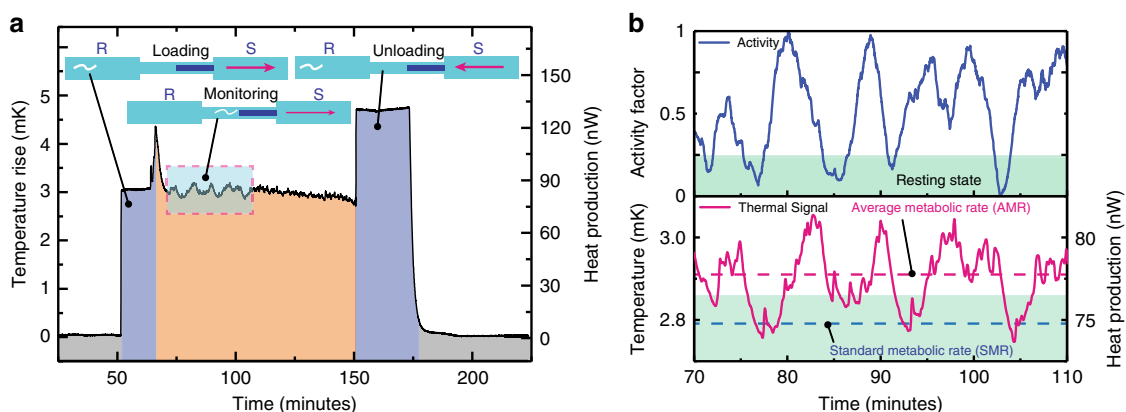 a
R
Loading
S
R
Unloading
S
R
Monitoring
S
Temperature rise (mK)
5
4
3
2
1
0
Heat production (nW)
150
120
90
60
30
0
50
100
150
200
Time (minutes)
b
Activity
Activity factor
1
0.5
0
Resting state
Thermal Signal
Average metabolic rate (AMR)
Temperature (mK)
3.0
2.8
Heat production (nW)
80
75
Standard metabolic rate (SMR)
70
80
90
100
110
Time (minutes)